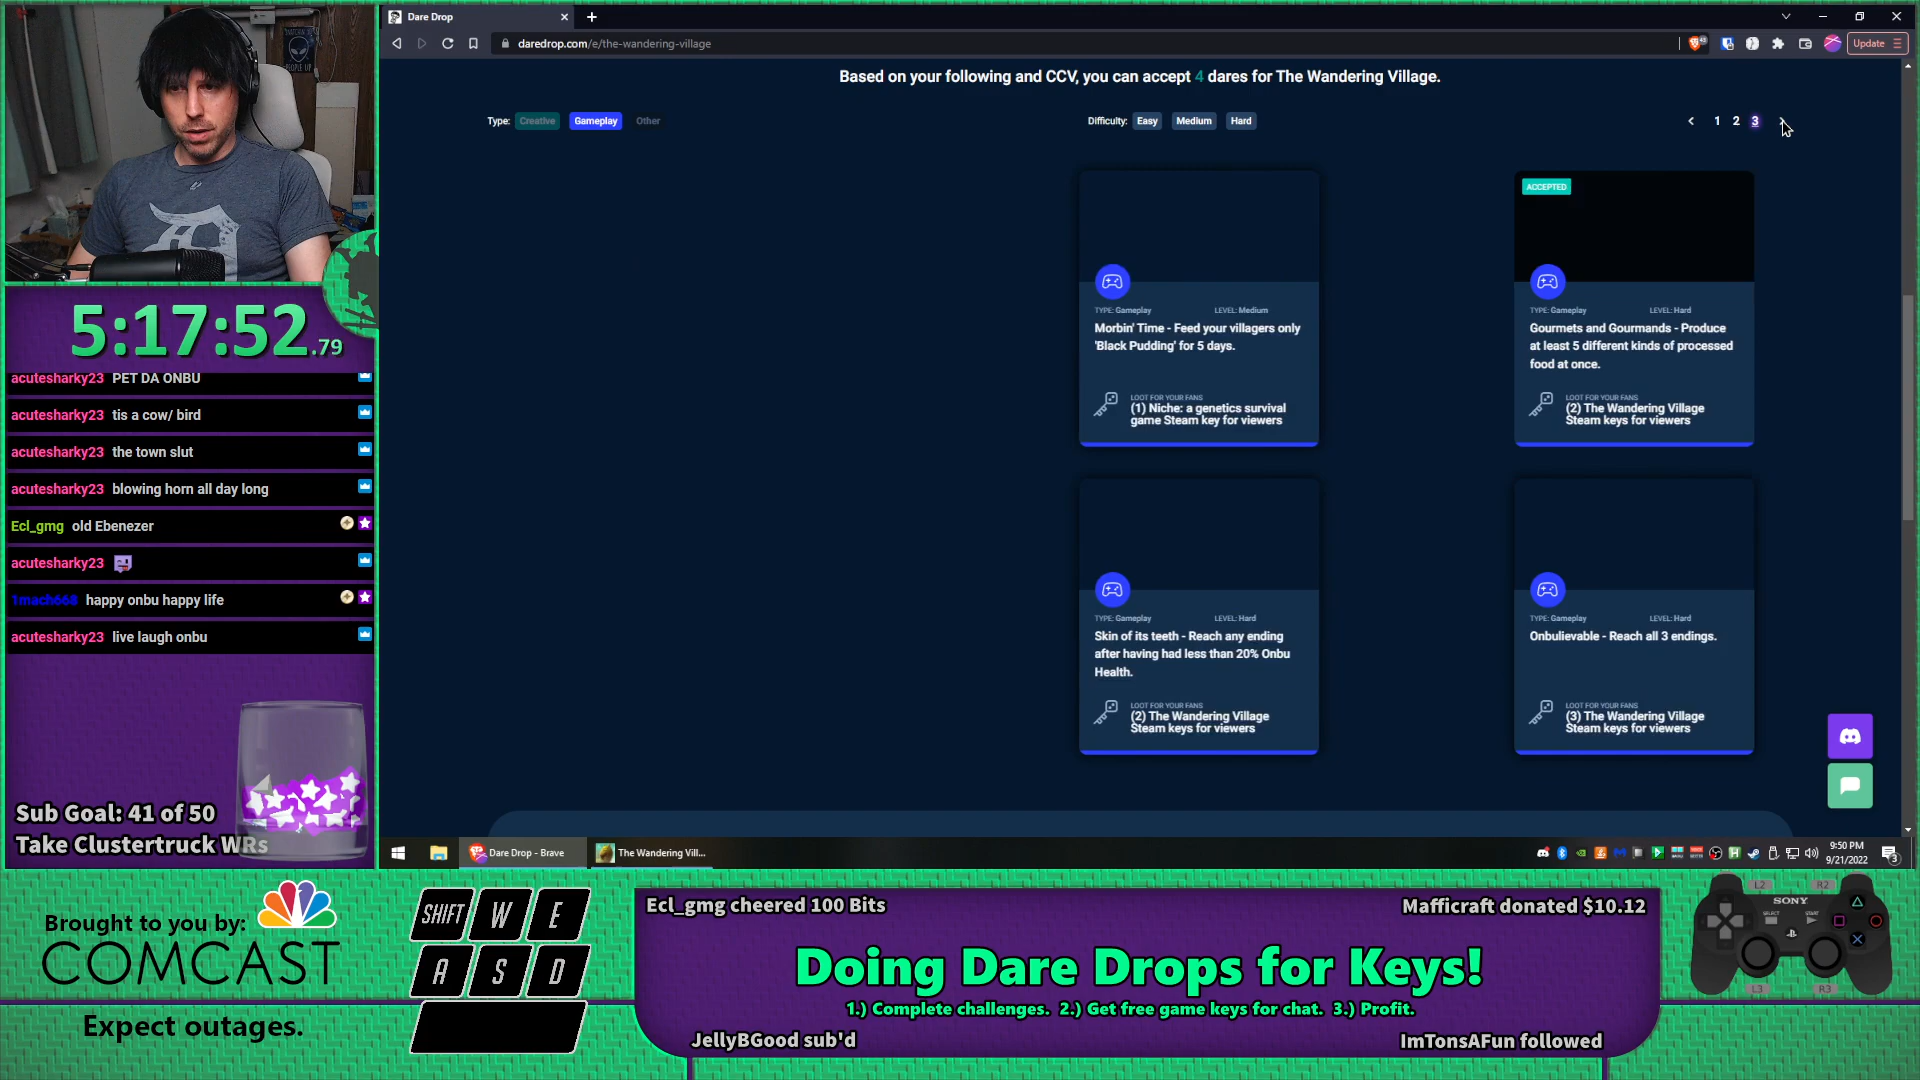 Dare Drop
daredrop.com/e/the-wandering-village
Update
Based on your following and CCV, you can accept 4 dares for The Wandering Village.
Type: Creative Gameplay Other
Difficulty: Easy Medium Hard
1 2 3
TYPE: Gameplay LEVEL: Medium
Morbin' Time - Feed your villagers only
'Black Pudding' for 5 days.
LOOT FOR YOUR FANS
(1) Niche: a genetics survival
game Steam key for viewers
ACCEPTED
TYPE: Gameplay LEVEL: Hard
Gourmets and Gourmands - Produce
at least 5 different kinds of processed
food at once.
LOOT FOR YOUR FANS
(2) The Wandering Village
Steam keys for viewers
TYPE: Gameplay LEVEL: Hard
Skin of its teeth - Reach any ending
after having had less than 20% Onbu
Health.
LOOT FOR YOUR FANS
(2) The Wandering Village
Steam keys for viewers
TYPE: Gameplay LEVEL: Hard
Onbulievable - Reach all 3 endings.
LOOT FOR YOUR FANS
(3) The Wandering Village
Steam keys for viewers
5:17:52.79
acutesharky23 PET DA ONBU
acutesharky23 tis a cow/ bird
acutesharky23 the town slut
acutesharky23 blowing horn all day long
Ecl_gmg old Ebenezer
acutesharky23
1mach668 happy onbu happy life
acutesharky23 live laugh onbu
Sub Goal: 41 of 50
Take Clustertruck WRs
Dare Drop - Brave
The Wandering Vill...
9:50 PM
9/21/2022
3
Brought to you by:
COMCAST
Expect outages.
SHIFT W E
A S D
Ecl_gmg cheered 100 Bits
Mafficraft donated $10.12
Doing Dare Drops for Keys!
1.) Complete challenges. 2.) Get free game keys for chat. 3.) Profit.
JellyBGood sub'd
ImTonsAFun followed
L2 R2
SONY
SELECT START
L3 R3